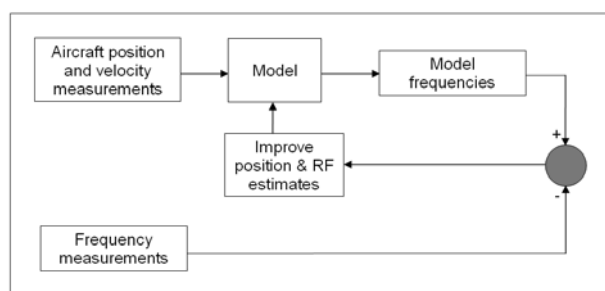 Aircraft position
and velocity
measurements
Model
Model
frequencies
+
Improve
position & RF
estimates
-
Frequency
measurements